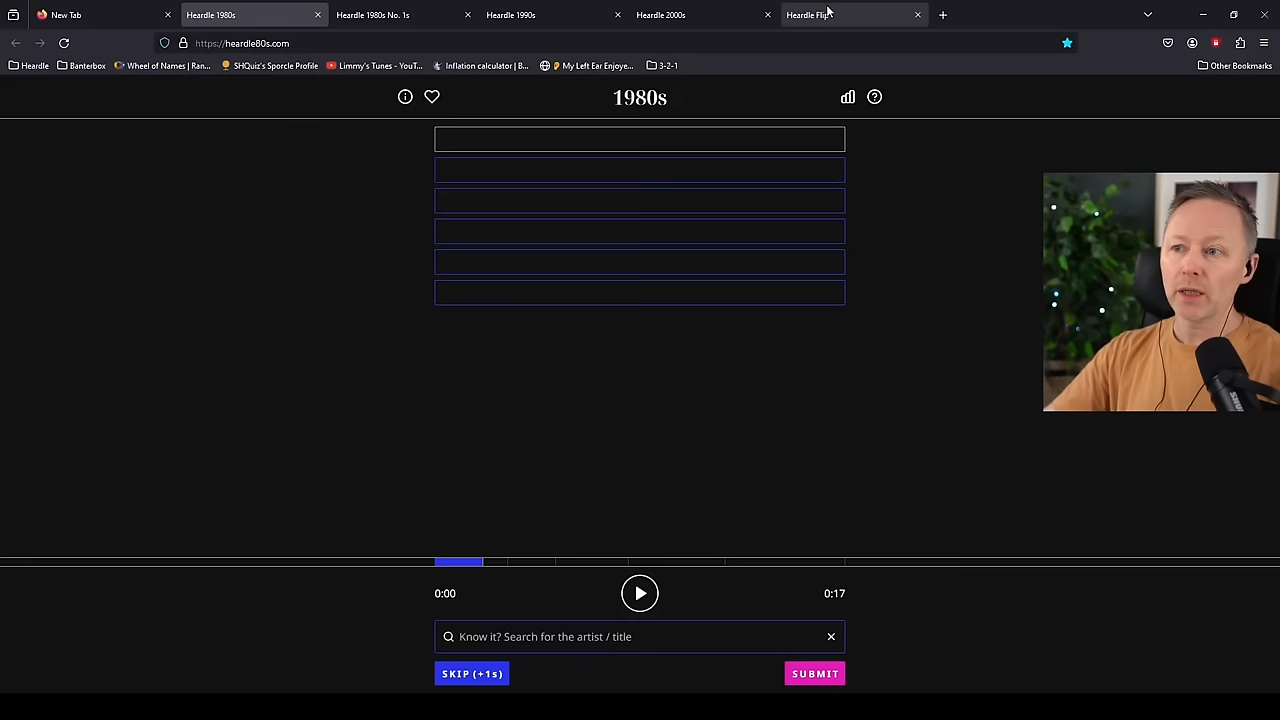 New Tab
Heardle 1980s
Heardle 1980s No. 1s
Heardle 1990s
Heardle 2000s
Heardle Flip
https://heardle80s.com
Heardle
Banterbox
Wheel of Names | Ran...
SHQuiz's Sporcle Profile
Limmy's Tunes - YouT...
Inflation calculator | B...
My Left Ear Enjoye...
3-2-1
Other Bookmarks
1980s
0:00
0:17
Know it? Search for the artist / title
SKIP (+1s)
SUBMIT